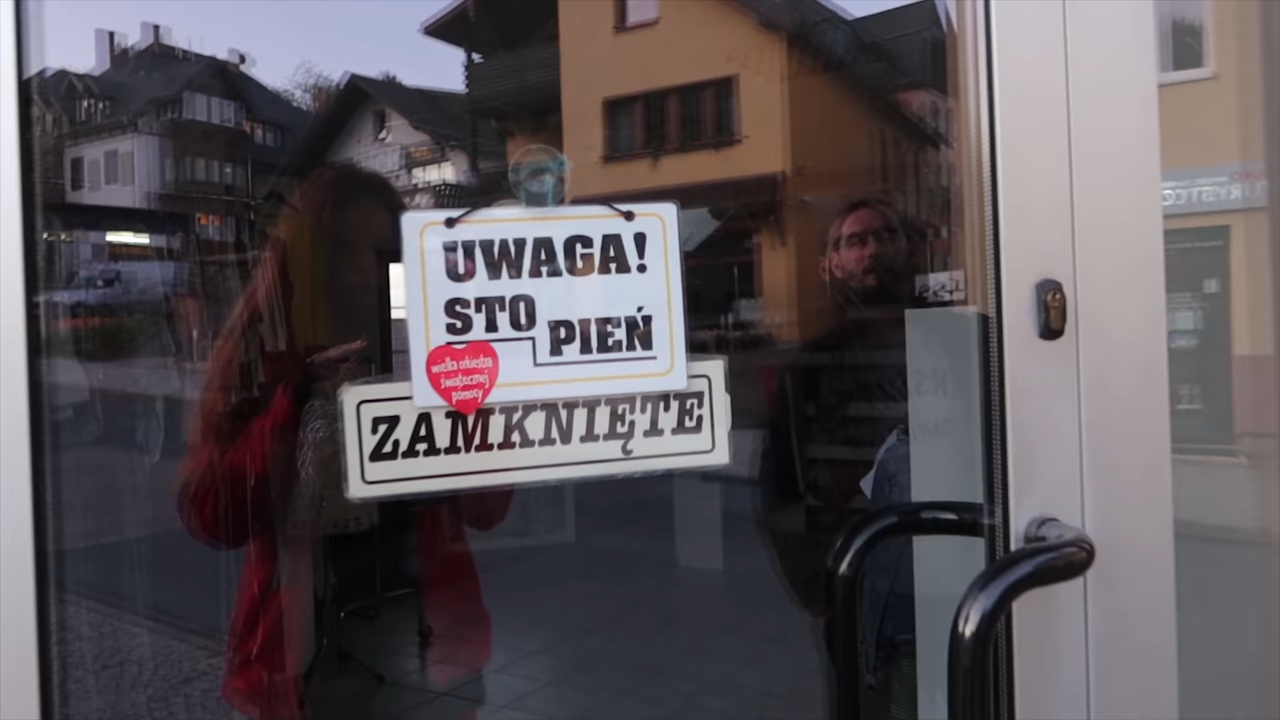 UWAGA!
STO
PIEŃ
wielka orkiestra
świątecznej
pomocy
ZAMKNIĘTE